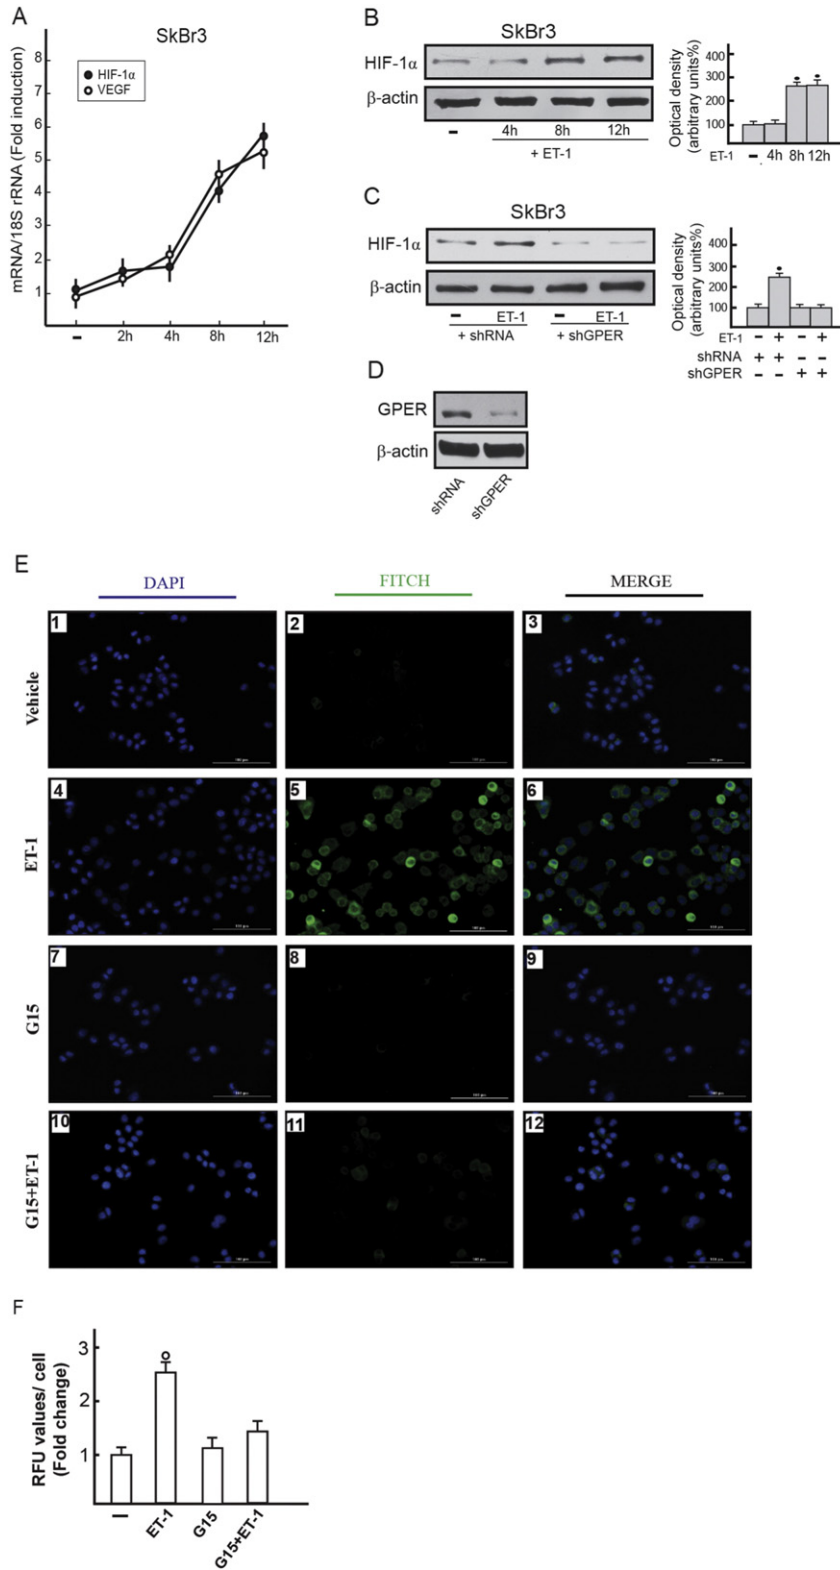 A
SkBr3
mRNA/18S rRNA (Fold induction)
8
7
6
5
4
3
2
1
HIF-1α
VEGF
– 2h 4h 8h 12h
B
SkBr3
HIF-1α
β-actin
– 4h 8h 12h
+ ET-1
Optical density
(arbitrary units%)
400
300
200
100
ET-1 – 4h 8h 12h
C
SkBr3
HIF-1α
β-actin
– ET-1 – ET-1
+ shRNA + shGPER
Optical density
(arbitrary units%)
400
300
200
100
ET-1 – + – +
shRNA + + – –
shGPER – – + +
D
GPER
β-actin
shRNA shGPER
E
DAPI FITCH MERGE
Vehicle
1 2 3
ET-1
4 5 6
G15
7 8 9
G15+ET-1
10 11 12
F
RFU values/ cell
(Fold change)
3
2
1
– ET-1 G15 G15+ET-1